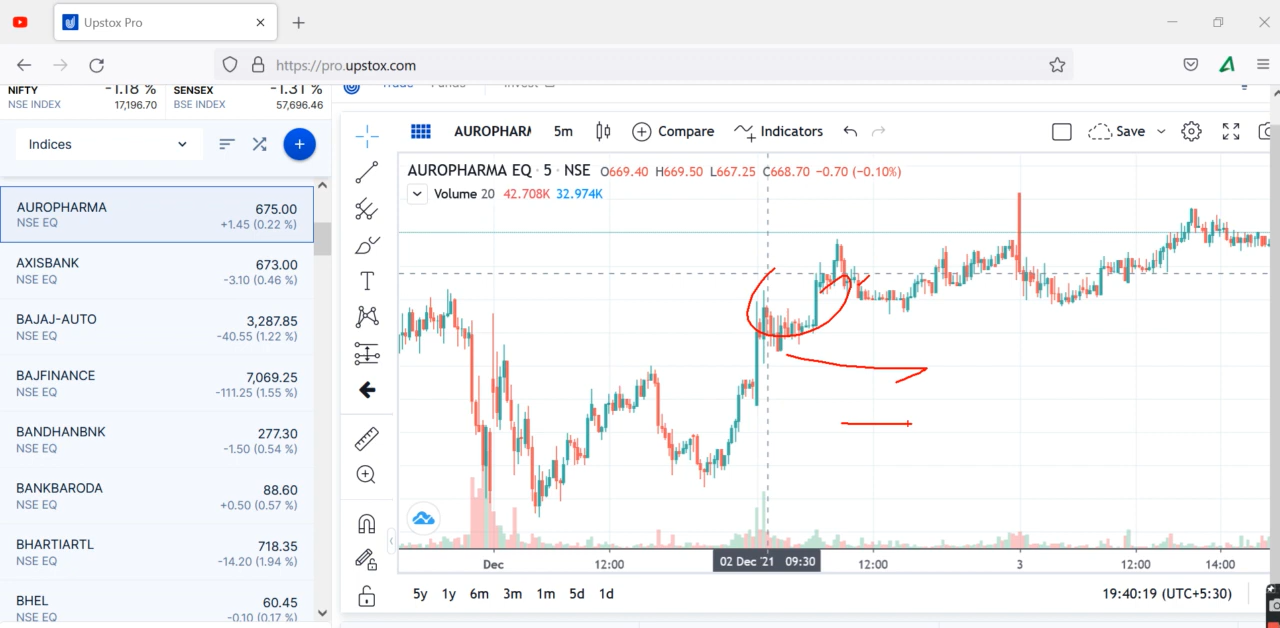 Upstox Pro
https://pro.upstox.com
NIFTY -1.18 % SENSEX -1.31 %
NSE INDEX 17,196.70 BSE INDEX 57,696.46
Indices
AUROPHARMA 675.00
NSE EQ +1.45 (0.22 %)
AXISBANK 673.00
NSE EQ -3.10 (0.46 %)
BAJAJ-AUTO 3,287.85
NSE EQ -40.55 (1.22 %)
BAJFINANCE 7,069.25
NSE EQ -111.25 (1.55 %)
BANDHANBNK 277.30
NSE EQ -1.50 (0.54 %)
BANKBARODA 88.60
NSE EQ +0.50 (0.57 %)
BHARTIARTL 718.35
NSE EQ -14.20 (1.94 %)
BHEL 60.45
NSE EQ -0.10 (0.17 %)
AUROPHARM 5m Compare Indicators Save
AUROPHARMA EQ · 5 · NSE O669.40 H669.50 L667.25 C668.70 -0.70 (-0.10%)
Volume 20 42.708K 32.974K
Dec 12:00 02 Dec '21 09:30 12:00 3 12:00 14:00
5y 1y 6m 3m 1m 5d 1d 19:40:19 (UTC+5:30)